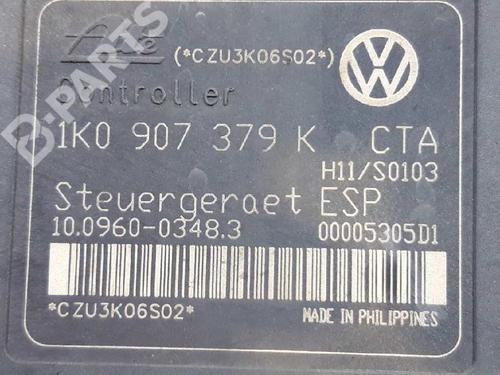 Ate (*CZU3K06S02*)
Controller
1K0 907 379 K CTA
H11/S0103
Steuergeraet ESP
10.0960-0348.3 00005305D1
*CZU3K06S02*
MADE IN PHILIPPINES
B-PARTS